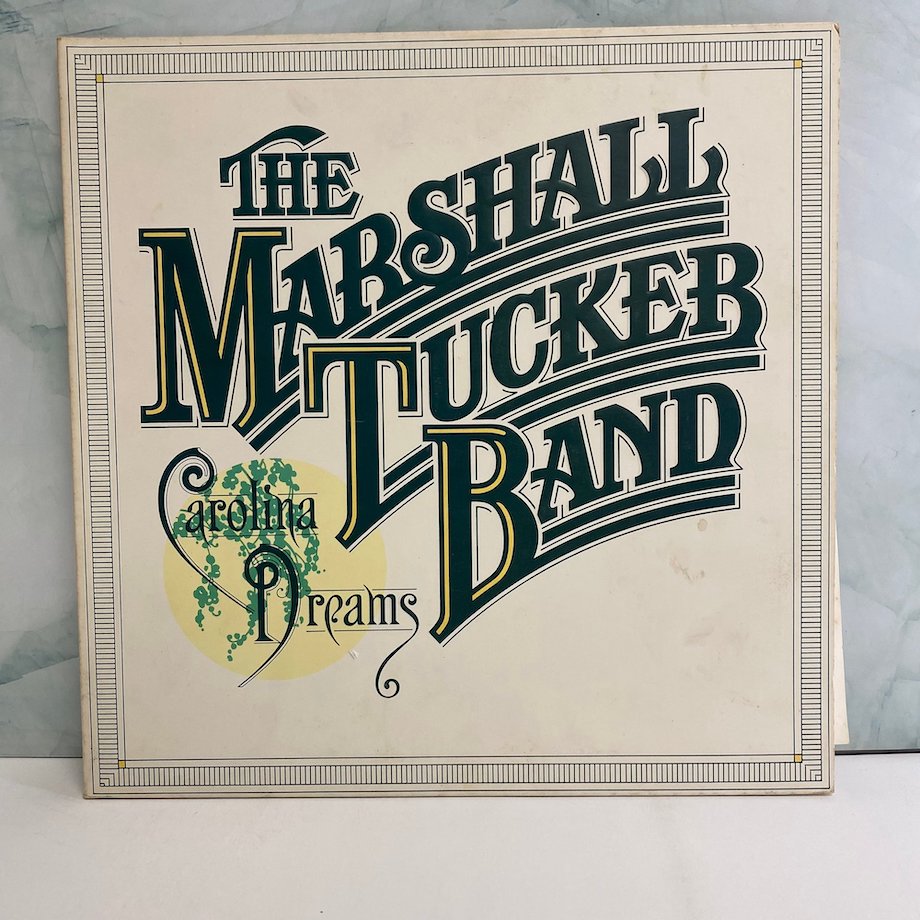 THE
MARSHALL
TUCKER
BAND
Carolina
Dreams